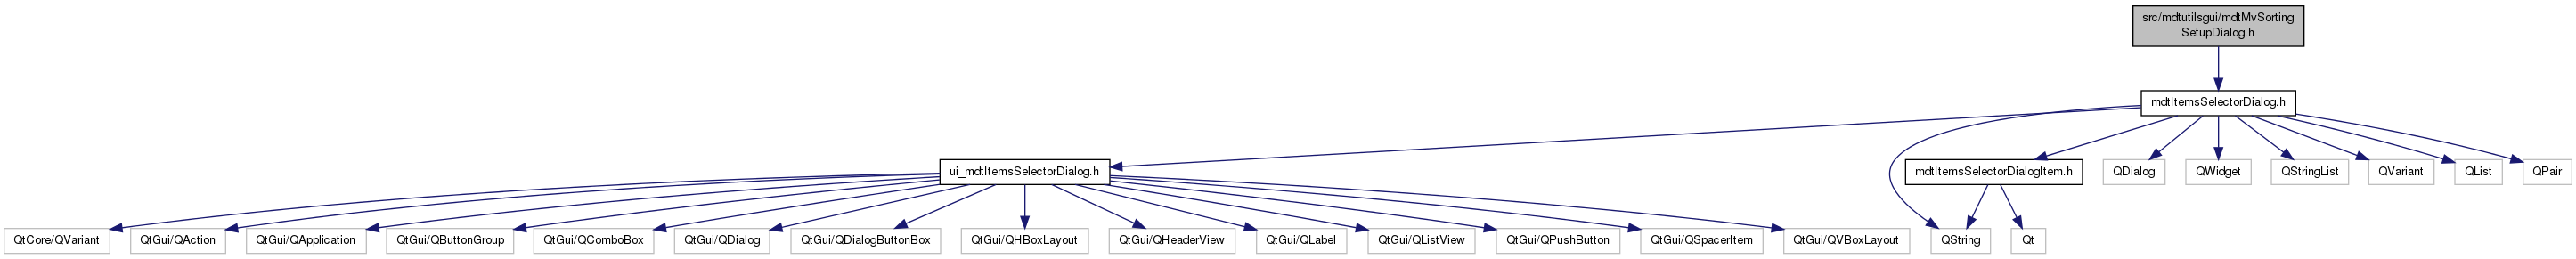 src/mdtutilsgui/mdtMvSorting
SetupDialog.h
mdtItemsSelectorDialog.h
ui_mdtItemsSelectorDialog.h
mdtItemsSelectorDialogItem.h
QDialog
QWidget
QStringList
QVariant
QList
QPair
QtCore/QVariant
QtGui/QAction
QtGui/QApplication
QtGui/QButtonGroup
QtGui/QComboBox
QtGui/QDialog
QtGui/QDialogButtonBox
QtGui/QHBoxLayout
QtGui/QHeaderView
QtGui/QLabel
QtGui/QListView
QtGui/QPushButton
QtGui/QSpacerItem
QtGui/QVBoxLayout
QString
Qt